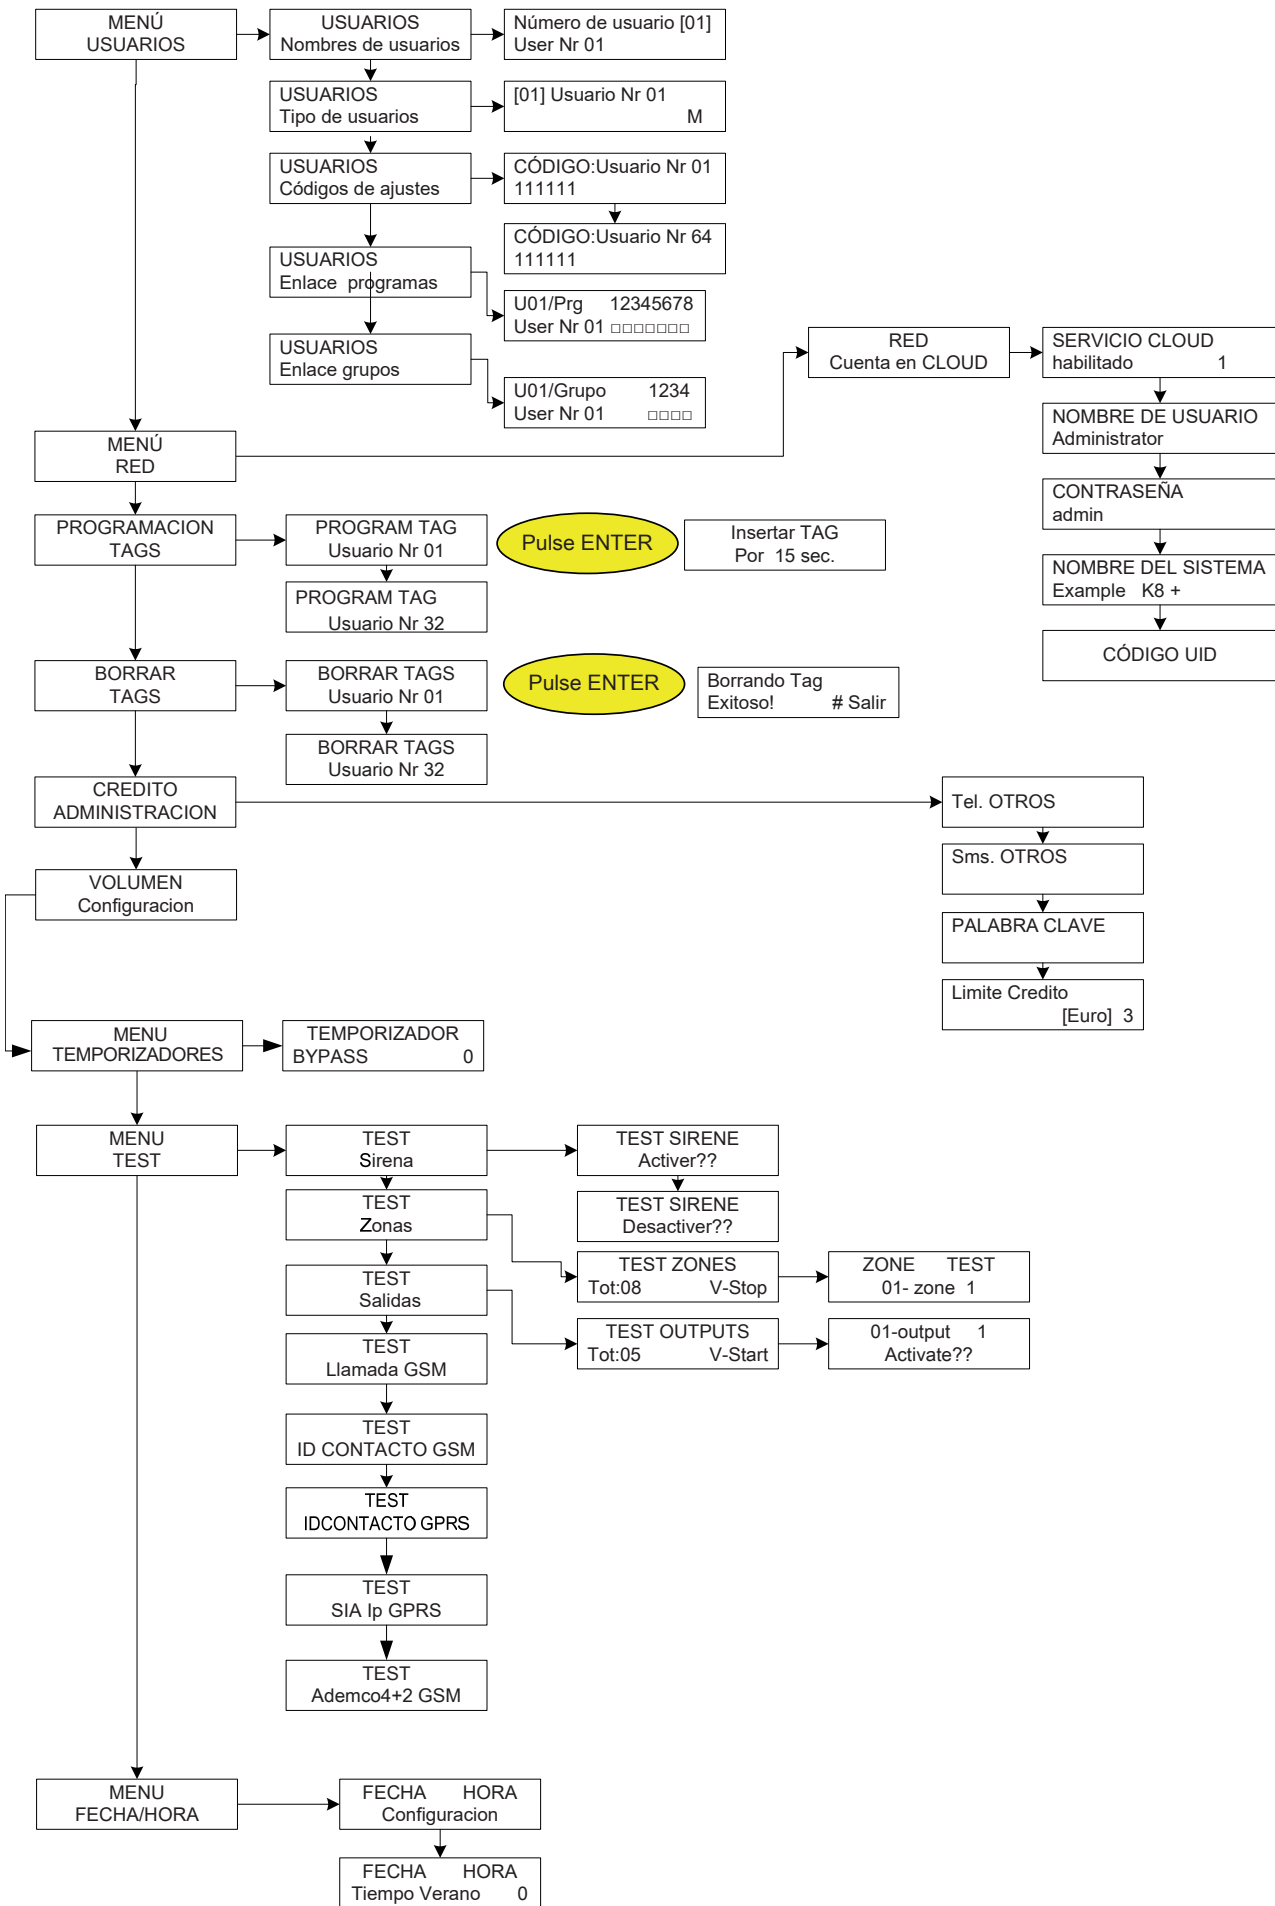 MENÚ
USUARIOS
USUARIOS
Nombres de usuarios
Número de usuario [01]
User Nr 01
USUARIOS
Tipo de usuarios
[01] Usuario Nr 01
M
USUARIOS
Códigos de ajustes
CÓDIGO:Usuario Nr 01
111111
CÓDIGO:Usuario Nr 64
111111
USUARIOS
Enlace programas
U01/Prg 12345678
User Nr 01 □□□□□□□
USUARIOS
Enlace grupos
U01/Grupo 1234
User Nr 01 □□□□
MENÚ
RED
RED
Cuenta en CLOUD
SERVICIO CLOUD
habilitado 1
NOMBRE DE USUARIO
Administrator
CONTRASEÑA
admin
NOMBRE DEL SISTEMA
Example K8 +
CÓDIGO UID
PROGRAMACION
TAGS
PROGRAM TAG
Usuario Nr 01
Pulse ENTER
Insertar TAG
Por 15 sec.
PROGRAM TAG
Usuario Nr 32
BORRAR
TAGS
BORRAR TAGS
Usuario Nr 01
Pulse ENTER
Borrando Tag
Exitoso! # Salir
BORRAR TAGS
Usuario Nr 32
CREDITO
ADMINISTRACION
Tel. OTROS
Sms. OTROS
PALABRA CLAVE
Limite Credito
[Euro] 3
VOLUMEN
Configuracion
MENU
TEMPORIZADORES
TEMPORIZADOR
BYPASS 0
MENU
TEST
TEST
Sirena
TEST SIRENE
Activer??
TEST SIRENE
Desactiver??
TEST
Zonas
TEST ZONES
Tot:08 V-Stop
ZONE TEST
01- zone 1
TEST
Salidas
TEST OUTPUTS
Tot:05 V-Start
01-output 1
Activate??
TEST
Llamada GSM
TEST
ID CONTACTO GSM
TEST
IDCONTACTO GPRS
TEST
SIA Ip GPRS
TEST
Ademco4+2 GSM
MENU
FECHA/HORA
FECHA HORA
Configuracion
FECHA HORA
Tiempo Verano 0